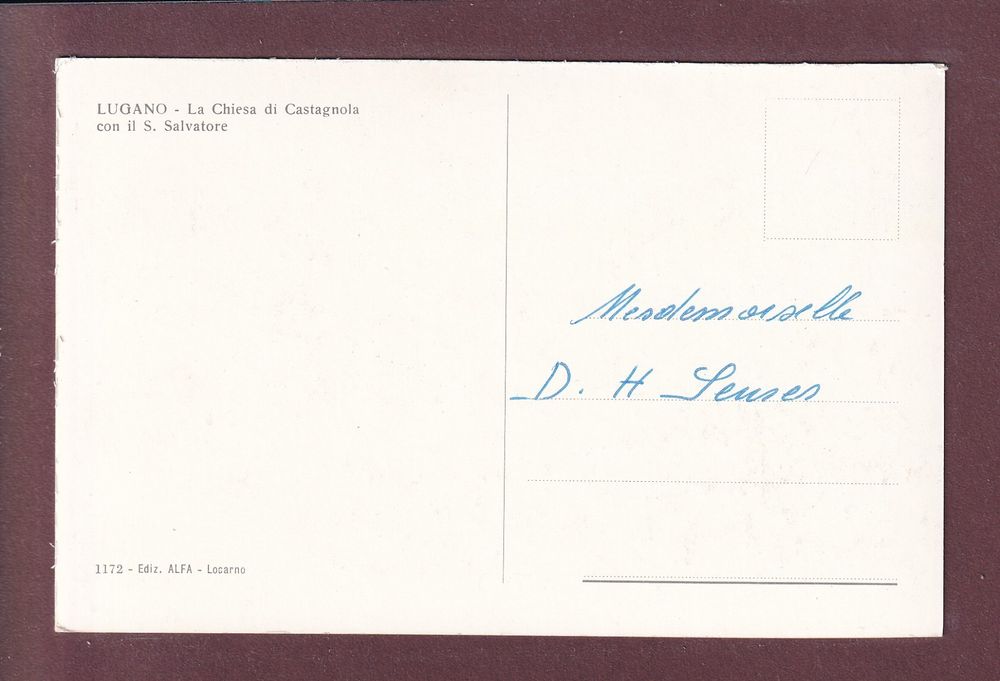 LUGANO - La Chiesa di Castagnola
con il S. Salvatore
Mesdemoiselle
D. H
1172 - Ediz. ALFA - Locarno